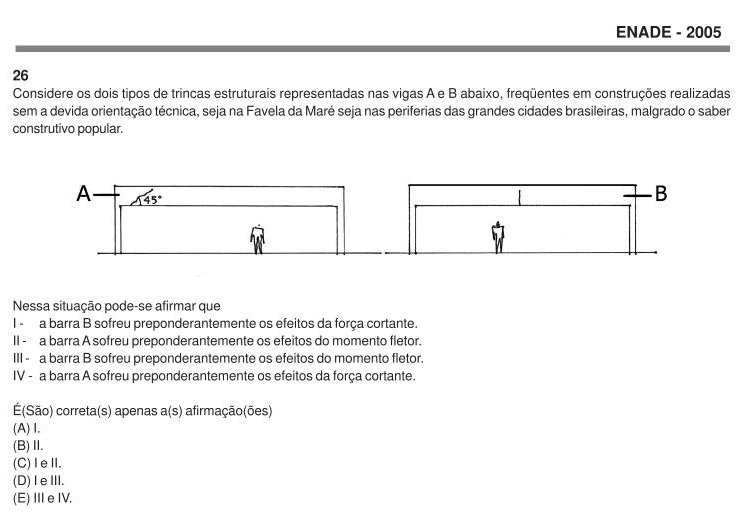 ENADE - 2005
26
Considere os dois tipos de trincas estruturais representadas nas vigas A e B abaixo, freqüentes em construções realizadas
sem a devida orientação técnica, seja na Favela da Maré seja nas periferias das grandes cidades brasileiras, malgrado o saber
construtivo popular.
A 45° B
Nessa situação pode-se afirmar que
I - a barra B sofreu preponderantemente os efeitos da força cortante.
II - a barra A sofreu preponderantemente os efeitos do momento fletor.
III - a barra B sofreu preponderantemente os efeitos do momento fletor.
IV - a barra A sofreu preponderantemente os efeitos da força cortante.
É(São) correta(s) apenas a(s) afirmação(ões)
(A) I.
(B) II.
(C) I e II.
(D) I e III.
(E) III e IV.